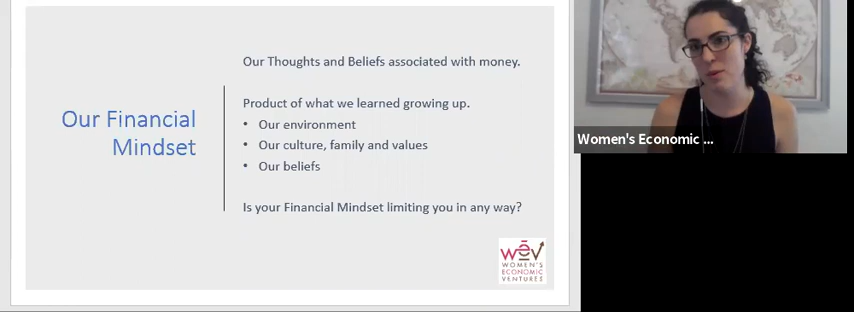 Our Financial
Mindset
Our Thoughts and Beliefs associated with money.
Product of what we learned growing up.
• Our environment
• Our culture, family and values
• Our beliefs
Is your Financial Mindset limiting you in any way?
WEV
WOMEN'S
ECONOMIC
VENTURES
Women's Economic ...